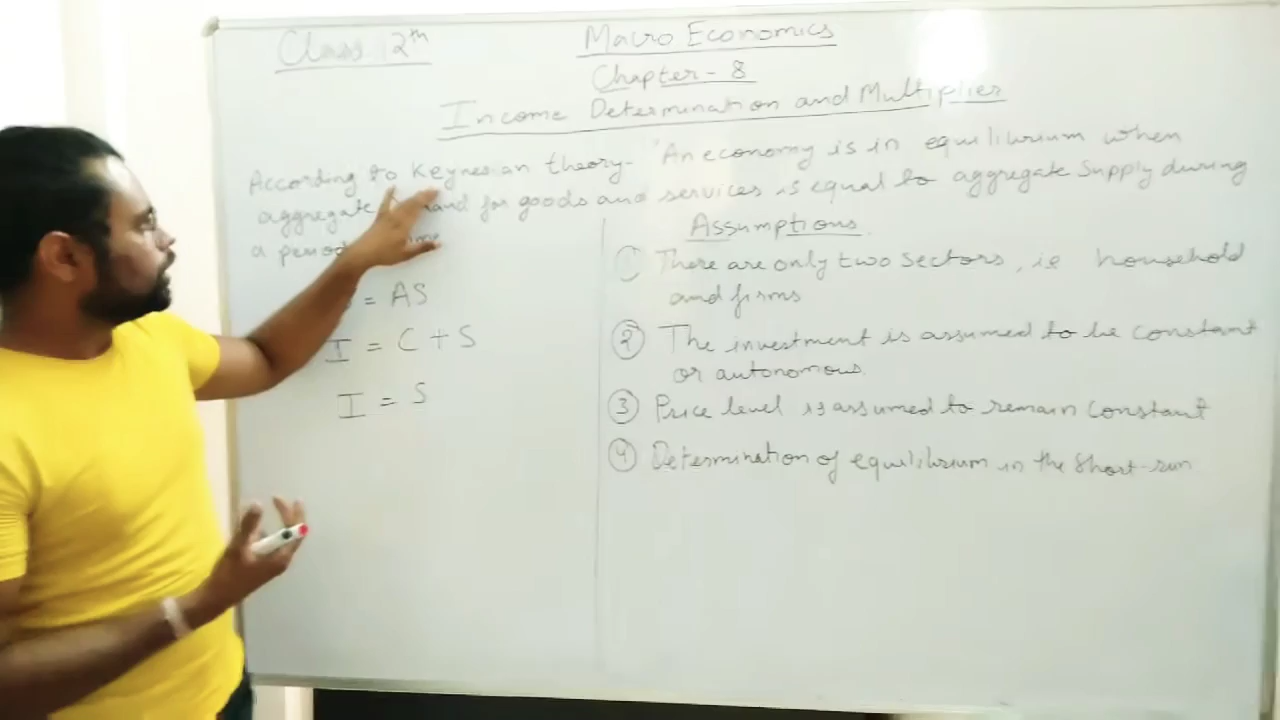 Class 12th
Macro Economics
Chapter - 8
Income Determination and Multiplier
According to Keynesian theory- "An economy is in equilibrium when
aggregate for goods and services is equal to aggregate Supply during
a period
Assumptions
= AS
I = C + S
I = S
① There are only two sectors, ie household
and firms
② The investment is assumed to be constant
or autonomous.
③ Price level is assumed to remain constant
④ Determination of equilibrium in the short-run